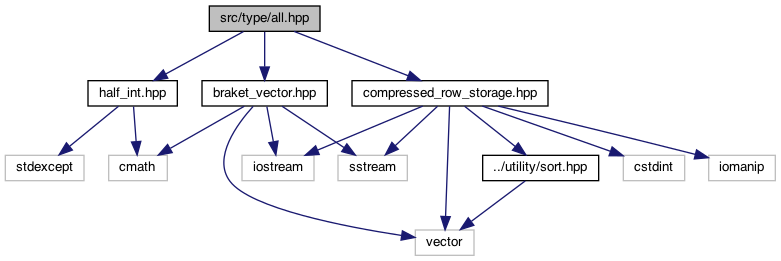 src/type/all.hpp
half_int.hpp
braket_vector.hpp
compressed_row_storage.hpp
stdexcept
cmath
iostream
sstream
../utility/sort.hpp
cstdint
iomanip
vector